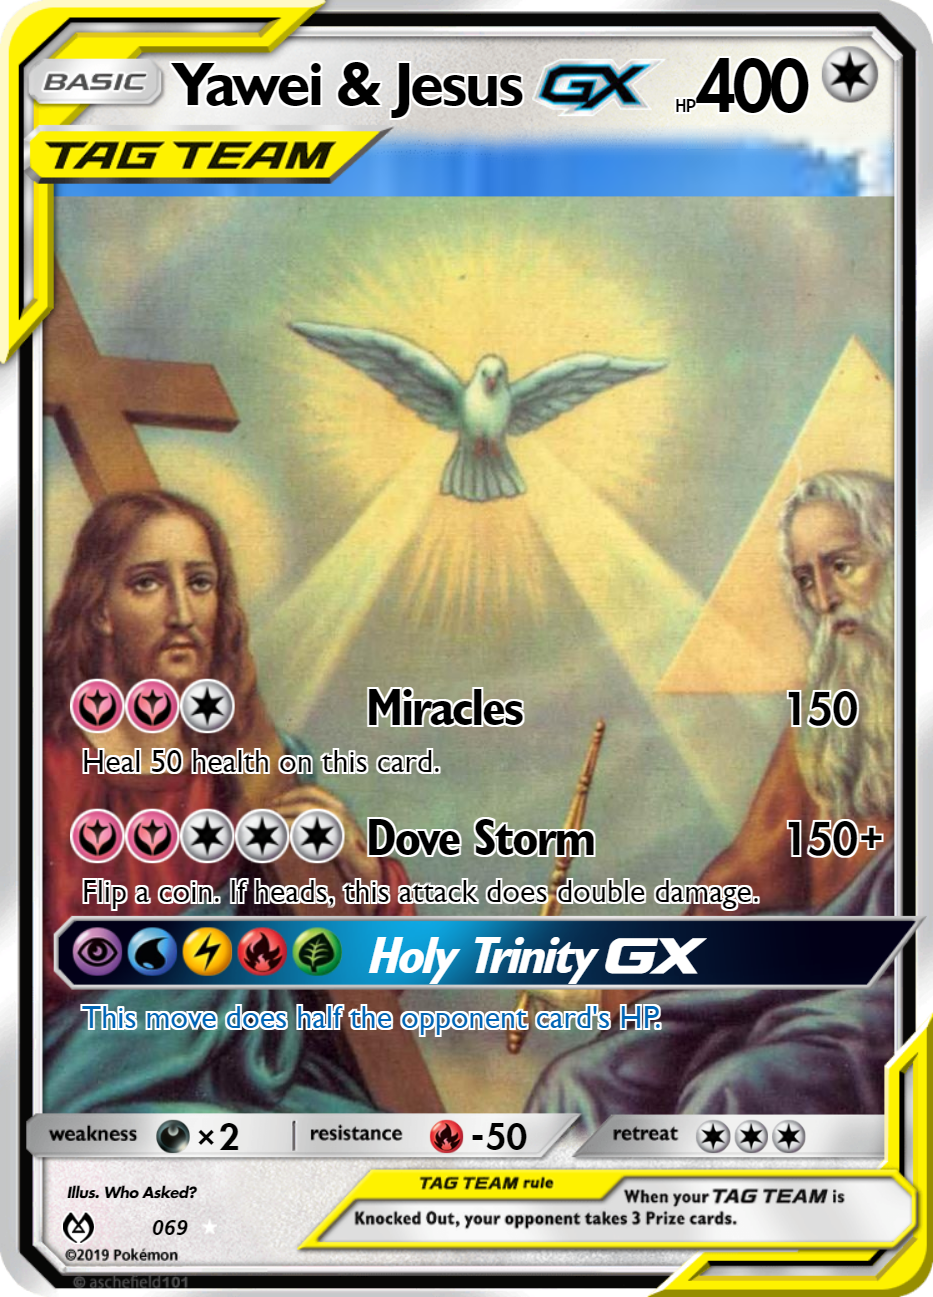 BASIC Yawei & Jesus GX HP 400
TAG TEAM
Miracles 150
Heal 50 health on this card.
Dove Storm 150+
Flip a coin. If heads, this attack does double damage.
Holy Trinity GX
This move does half the opponent card's HP.
weakness ×2 resistance -50 retreat
Illus. Who Asked?
TAG TEAM rule
When your TAG TEAM is
Knocked Out, your opponent takes 3 Prize cards.
069
©2019 Pokémon
© aschefield101